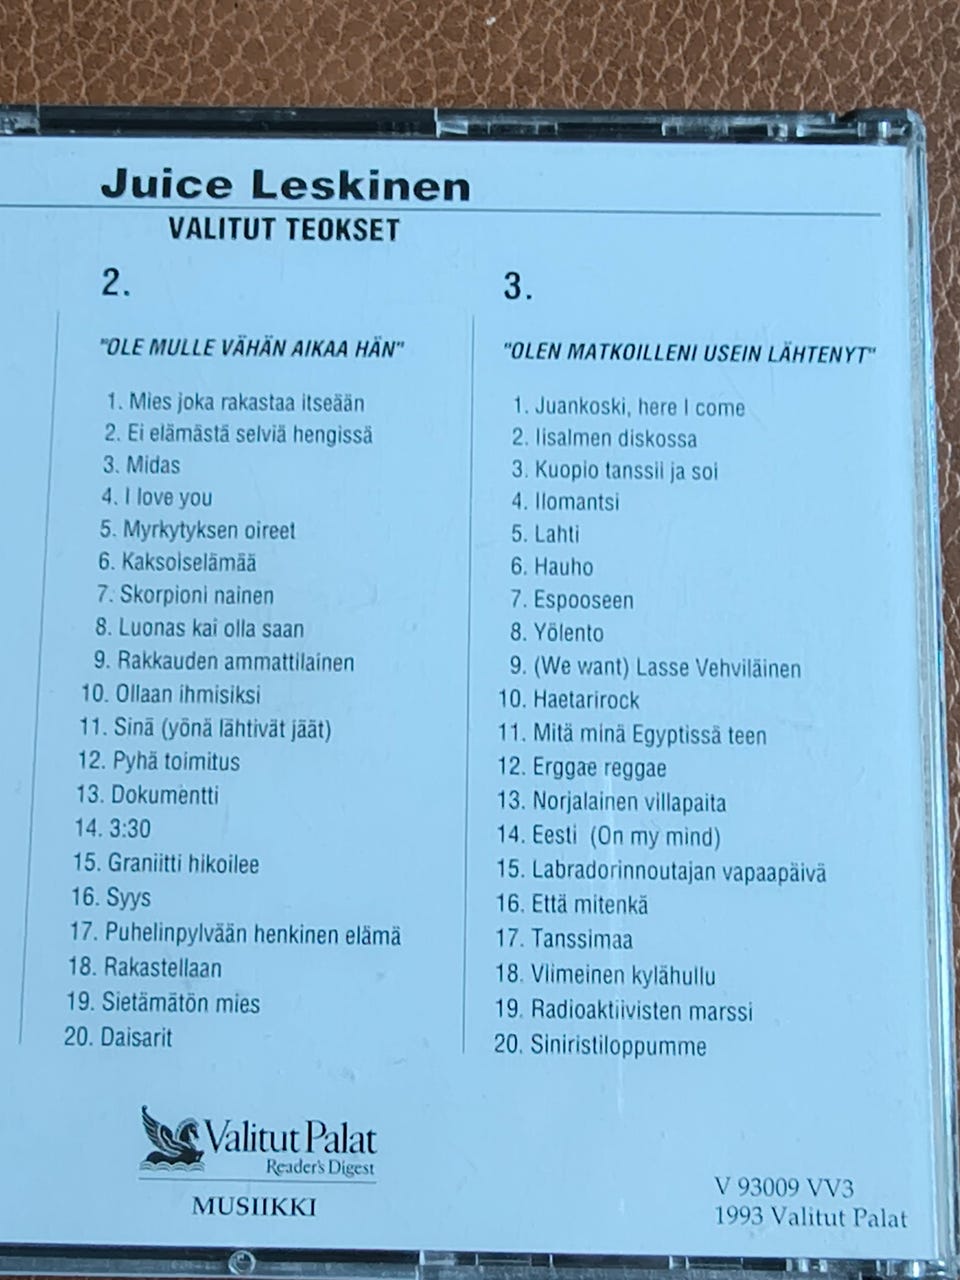 Juice Leskinen
VALITUT TEOKSET
2.
"OLE MULLE VÄHÄN AIKAA HÄN"
1. Mies joka rakastaa itseään
2. Ei elämästä selviä hengissä
3. Midas
4. I love you
5. Myrkytyksen oireet
6. Kaksoiselämää
7. Skorpioni nainen
8. Luonas kai olla saan
9. Rakkauden ammattilainen
10. Ollaan ihmisiksi
11. Sinä (yönä lähtivät jäät)
12. Pyhä toimitus
13. Dokumentti
14. 3:30
15. Graniitti hikoilee
16. Syys
17. Puhelinpylvään henkinen elämä
18. Rakastellaan
19. Sietämätön mies
20. Daisarit
3.
"OLEN MATKOILLENI USEIN LÄHTENYT"
1. Juankoski, here I come
2. Iisalmen diskossa
3. Kuopio tanssii ja soi
4. Ilomantsi
5. Lahti
6. Hauho
7. Espooseen
8. Yölento
9. (We want) Lasse Vehviläinen
10. Haetarirock
11. Mitä minä Egyptissä teen
12. Erggae reggae
13. Norjalainen villapaita
14. Eesti (On my mind)
15. Labradorinnoutajan vapaapäivä
16. Että mitenkä
17. Tanssimaa
18. Viimeinen kylähullu
19. Radioaktiivisten marssi
20. Siniristiloppumme
Valitut Palat
Reader's Digest
MUSIIKKI
V 93009 VV3
1993 Valitut Palat